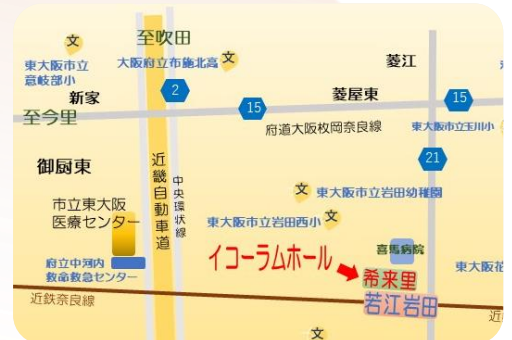 文
至吹田
東大阪市立
意岐部小
大阪府立布施北高
文
菱江
新家
2
菱屋東
15
15
至今里
府道大阪枚岡奈良線
東大阪市立玉川小
21
御厨東
近畿自動車道
中央環状線
文
東大阪市立岩田幼稚園
市立東大阪
医療センター
東大阪市立岩田西小
文
イコーラムホール
喜馬病院
府立中河内
救命救急センター
希来里
東大阪花
近鉄奈良線
若江岩田
近
文